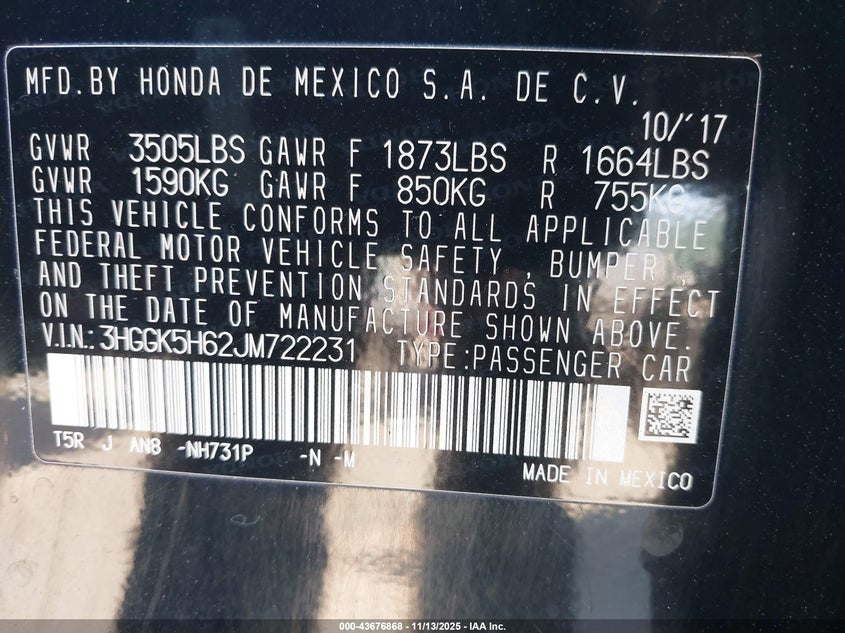 MFD.BY HONDA DE MEXICO S.A. DE C.V.
10/'17
GVWR 3505LBS GAWR F 1873LBS R 1664LBS
GVWR 1590KG GAWR F 850KG R 755KG
THIS VEHICLE CONFORMS TO ALL APPLICABLE
FEDERAL MOTOR VEHICLE SAFETY , BUMPER ,
AND THEFT PREVENTION STANDARDS IN EFFECT
ON THE DATE OF MANUFACTURE SHOWN ABOVE.
V.I.N.:3HGGK5H62JM722231 TYPE:PASSENGER CAR
T5R J AN8 -NH731P -N -M
MADE IN MEXICO
000-43676868 - 11/13/2025 - IAA Inc.